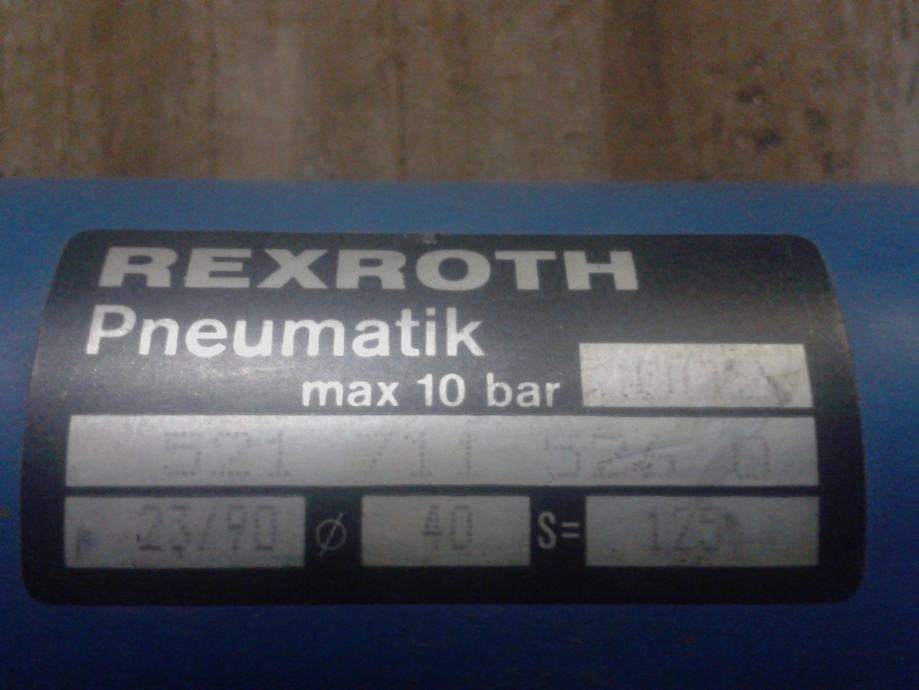 REXROTH
Pneumatik
max 10 bar
521 711 526 0
23/90 ø 40 S= 125